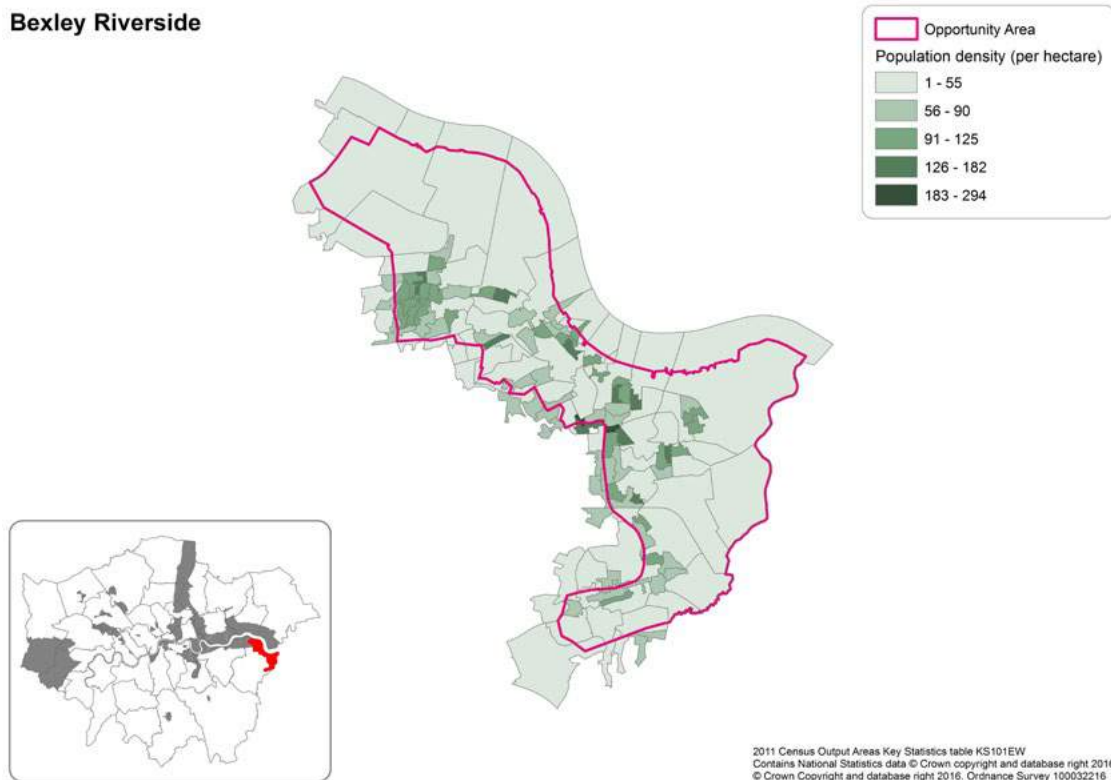 Bexley Riverside
Opportunity Area
Population density (per hectare)
1 - 55
56 - 90
91 - 125
126 - 182
183 - 294
2011 Census Output Areas Key Statistics table KS101EW
Contains National Statistics data © Crown copyright and database right 2016
© Crown Copyright and database right 2016. Ordnance Survey 100032216